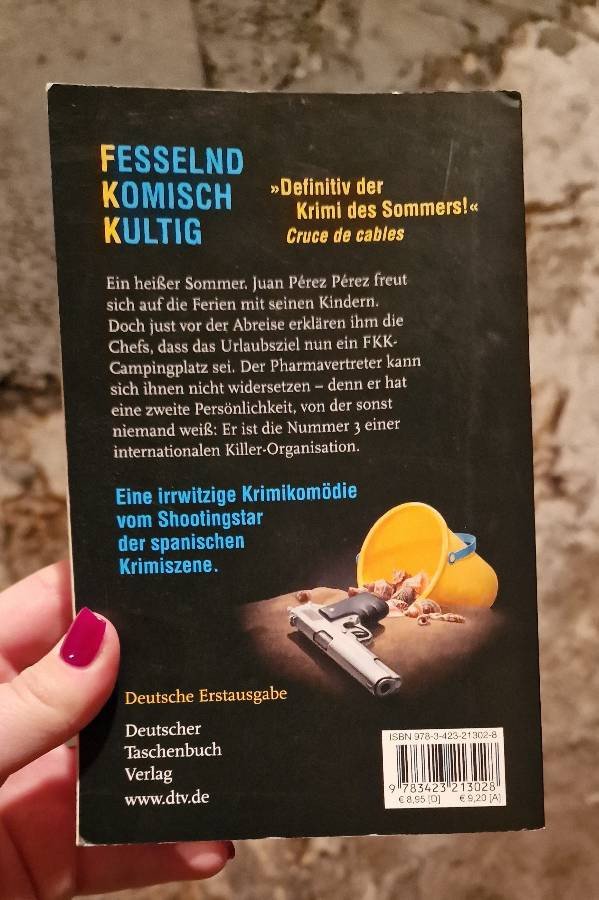 FESSELND
KOMISCH
KULTIG
»Definitiv der
Krimi des Sommers!«
Cruce de cables
Ein heißer Sommer. Juan Pérez Pérez freut
sich auf die Ferien mit seinen Kindern.
Doch just vor der Abreise erklären ihm die
Chefs, dass das Urlaubsziel nun ein FKK-
Campingplatz sei. Der Pharmavertreter kann
sich ihnen nicht widersetzen – denn er hat
eine zweite Persönlichkeit, von der sonst
niemand weiß: Er ist die Nummer 3 einer
internationalen Killer-Organisation.
Eine irrwitzige Krimikomödie
vom Shootingstar
der spanischen
Krimiszene.
Deutsche Erstausgabe
Deutscher
Taschenbuch
Verlag
www.dtv.de
ISBN 978-3-423-21302-8
9 783423 213028
€ 8,95 [D] € 9,20 [A]